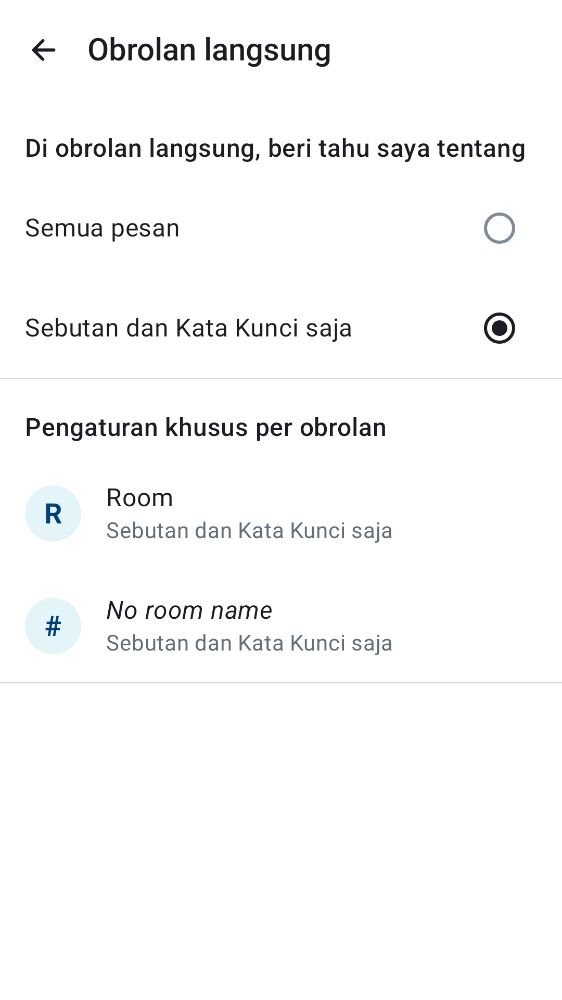 Obrolan langsung
Di obrolan langsung, beri tahu saya tentang
Semua pesan
Sebutan dan Kata Kunci saja
Pengaturan khusus per obrolan
R
Room
Sebutan dan Kata Kunci saja
#
No room name
Sebutan dan Kata Kunci saja